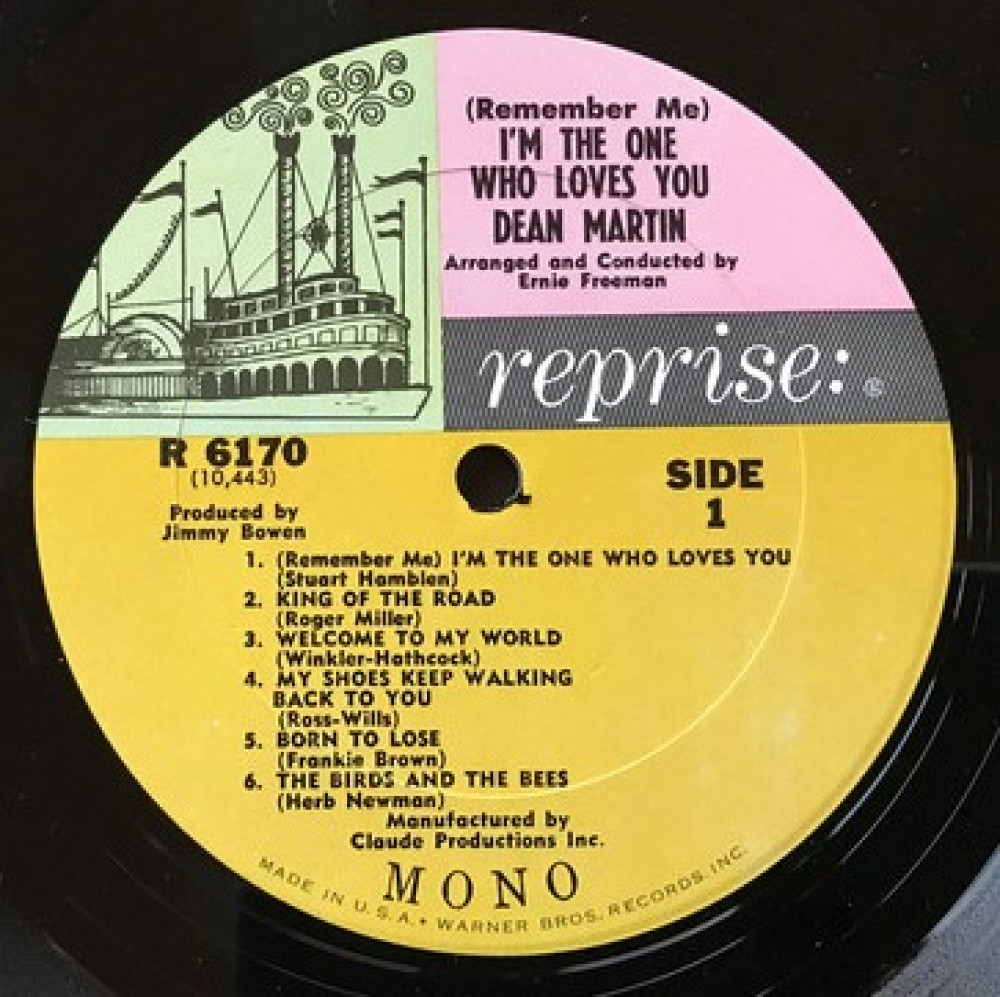 (Remember Me)
I'M THE ONE
WHO LOVES YOU
DEAN MARTIN
Arranged and Conducted by
Ernie Freeman
reprise:
R 6170
(10,443)
Produced by
Jimmy Bowen
SIDE
1
1. (Remember Me) I'M THE ONE WHO LOVES YOU
(Stuart Hamblen)
2. KING OF THE ROAD
(Roger Miller)
3. WELCOME TO MY WORLD
(Winkler-Hathcock)
4. MY SHOES KEEP WALKING
BACK TO YOU
(Ross-Wills)
5. BORN TO LOSE
(Frankie Brown)
6. THE BIRDS AND THE BEES
(Herb Newman)
Manufactured by
Claude Productions Inc.
MONO
MADE IN U.S.A. • WARNER BROS. RECORDS INC.